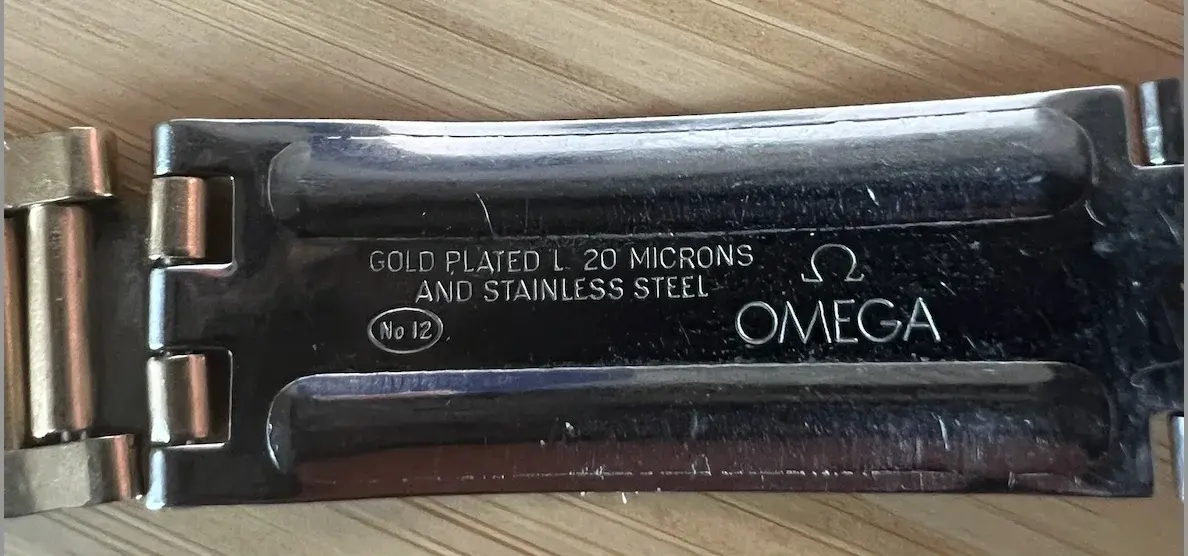 GOLD PLATED L 20 MICRONS
AND STAINLESS STEEL
No 12
Ω
OMEGA